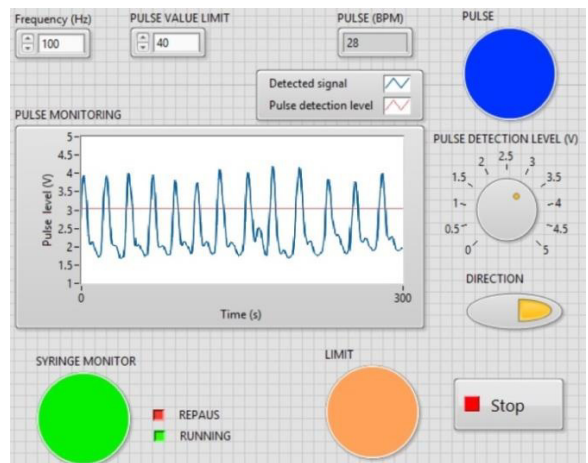 Frequency (Hz)
100
PULSE VALUE LIMIT
40
PULSE (BPM)
28
PULSE
Detected signal
Pulse detection level
PULSE MONITORING
Pulse level (V)
5
4.5
4
3.5
3
2.5
2
1.5
1
0
300
Time (s)
PULSE DETECTION LEVEL (V)
0
0.5
1
1.5
2
2.5
3
3.5
4
4.5
5
DIRECTION
SYRINGE MONITOR
REPAUS
RUNNING
LIMIT
Stop